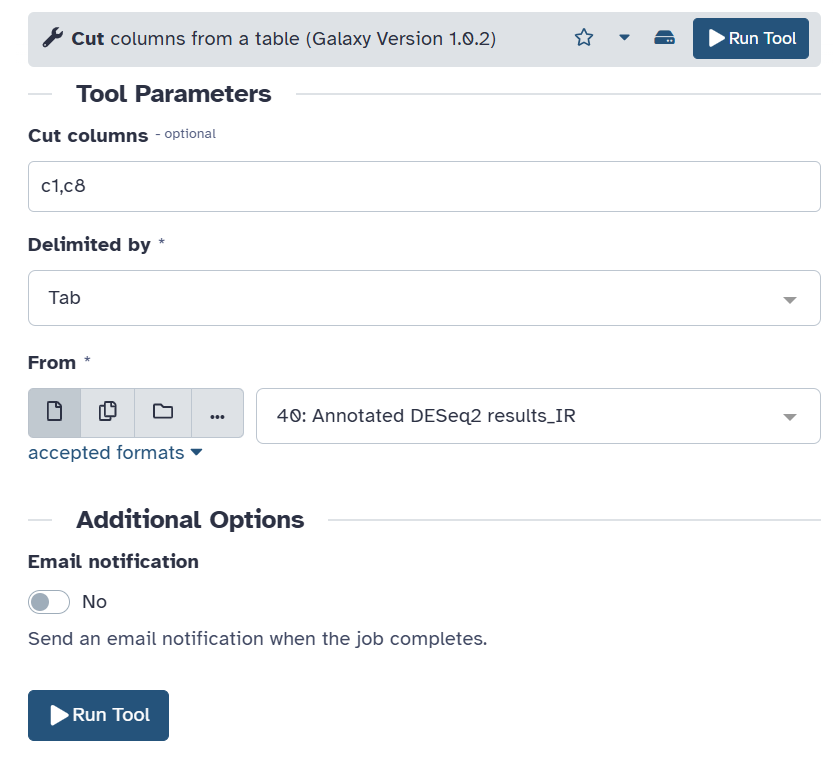 Cut columns from a table (Galaxy Version 1.0.2)
Run Tool
Tool Parameters
Cut columns - optional
c1,c8
Delimited by *
Tab
From *
40: Annotated DESeq2 results_IR
accepted formats
Additional Options
Email notification
No
Send an email notification when the job completes.
Run Tool